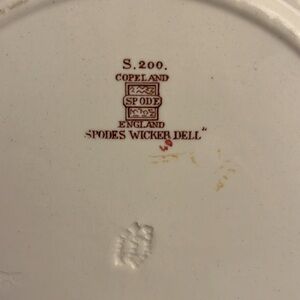 S.200.
COPELAND
SPODE
ENGLAND
SPODES WICKER DELL"